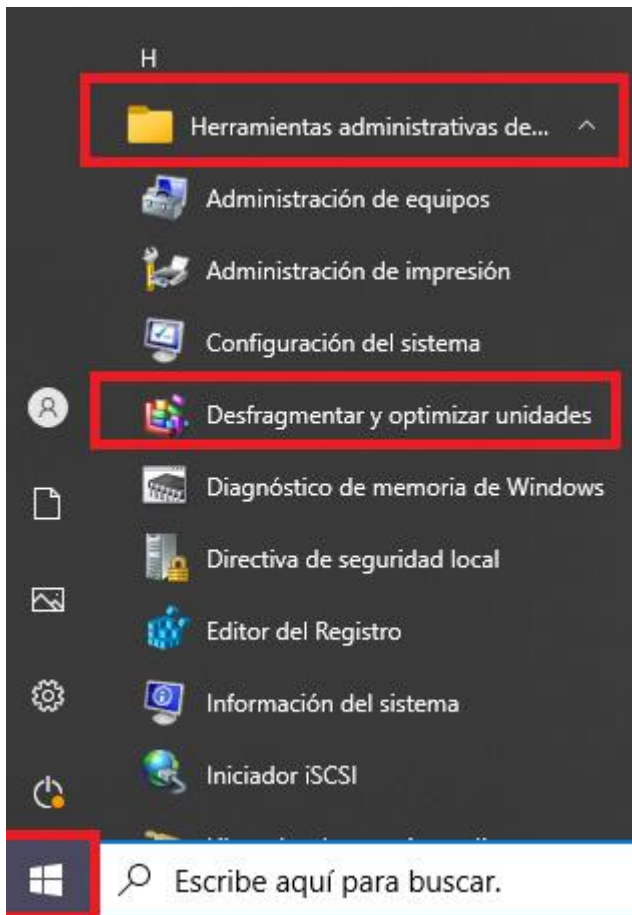 H
Herramientas administrativas de...
Administración de equipos
Administración de impresión
Configuración del sistema
Desfragmentar y optimizar unidades
Diagnóstico de memoria de Windows
Directiva de seguridad local
Editor del Registro
Información del sistema
Iniciador iSCSI
Escribe aquí para buscar.